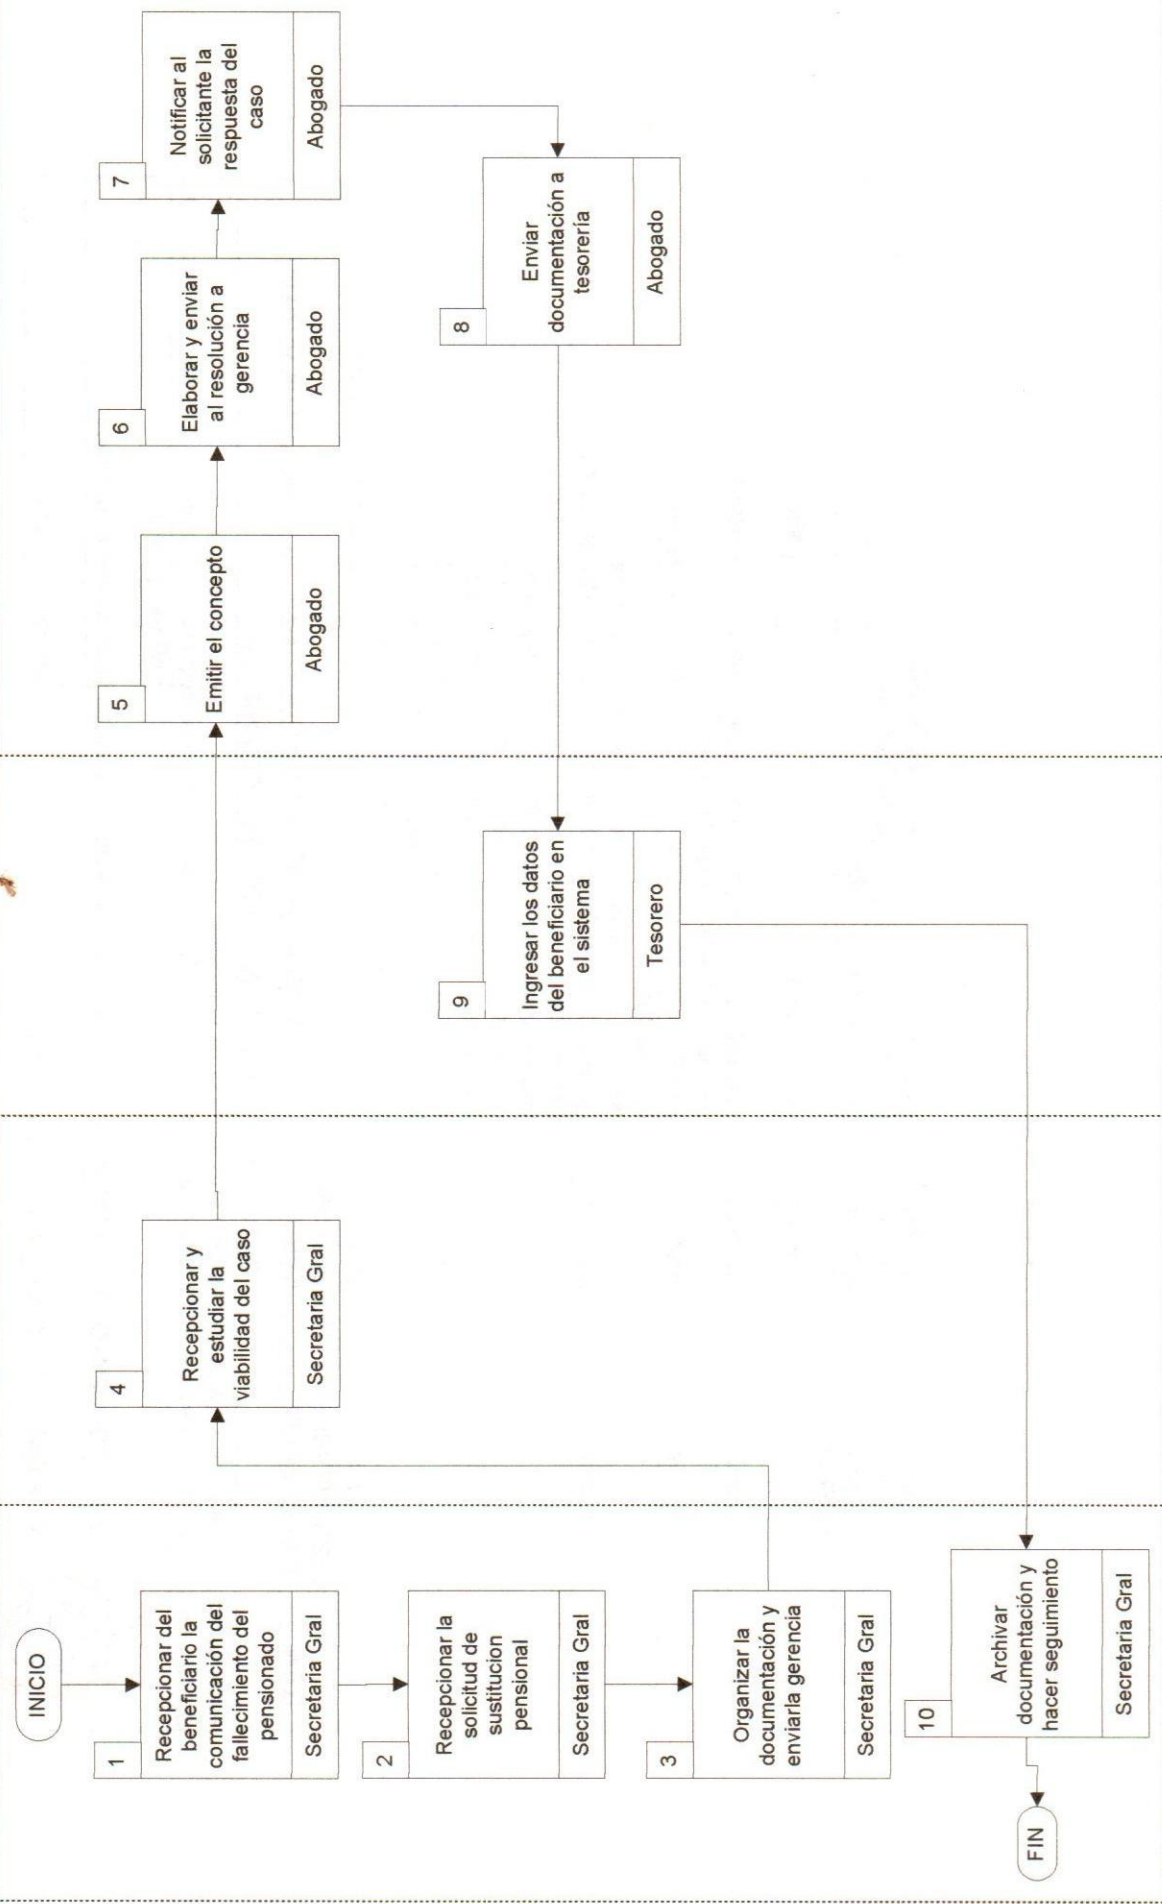 INICIO
1
Recepcionar del
beneficiario la
comunicación del
fallecimiento del
pensionado
Secretaria Gral
2
Recepcionar la
solicitud de
sustitucion
pensional
Secretaria Gral
3
Organizar la
documentación y
enviarla gerencia
Secretaria Gral
4
Recepcionar y
estudiar la
viabilidad del caso
Secretaria Gral
5
Emitir el concepto
Abogado
6
Elaborar y enviar
al resolución a
gerencia
Abogado
7
Notificar al
solicitante la
respuesta del
caso
Abogado
8
Enviar
documentación a
tesorería
Abogado
9
Ingresar los datos
del beneficiario en
el sistema
Tesorero
10
Archivar
documentación y
hacer seguimiento
Secretaria Gral
FIN